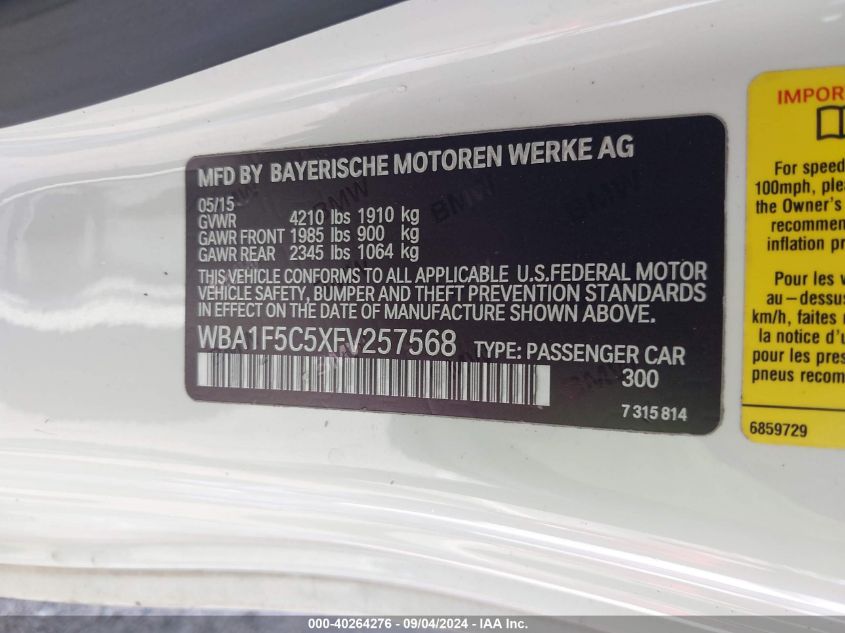 MFD BY BAYERISCHE MOTOREN WERKE AG
05/15
GVWR 4210 lbs 1910 kg
GAWR FRONT 1985 lbs 900 kg
GAWR REAR 2345 lbs 1064 kg
THIS VEHICLE CONFORMS TO ALL APPLICABLE U.S.FEDERAL MOTOR
VEHICLE SAFETY, BUMPER AND THEFT PREVENTION STANDARDS
IN EFFECT ON THE DATE OF MANUFACTURE SHOWN ABOVE.
WBA1F5C5XFV257568 TYPE: PASSENGER CAR
300
7 315 814
IMPOR
For speed
100mph, plea
the Owner's
recommen
inflation pr
Pour les v
au-dessus
km/h, faites
la notice d'u
pour les pres
pneus recom
6859729
000-40264276 - 09/04/2024 - IAA Inc.